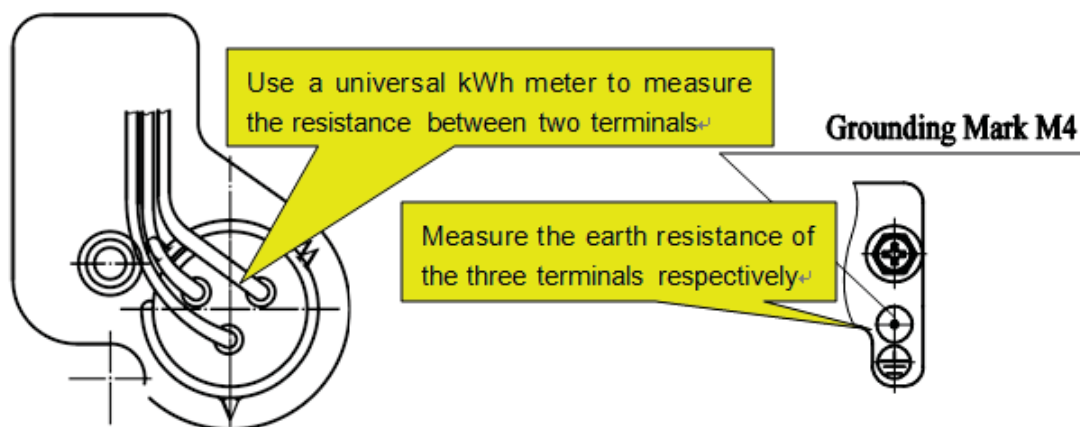 Use a universal kWh meter to measure
the resistance between two terminals↵
Grounding Mark M4
Measure the earth resistance of
the three terminals respectively↵